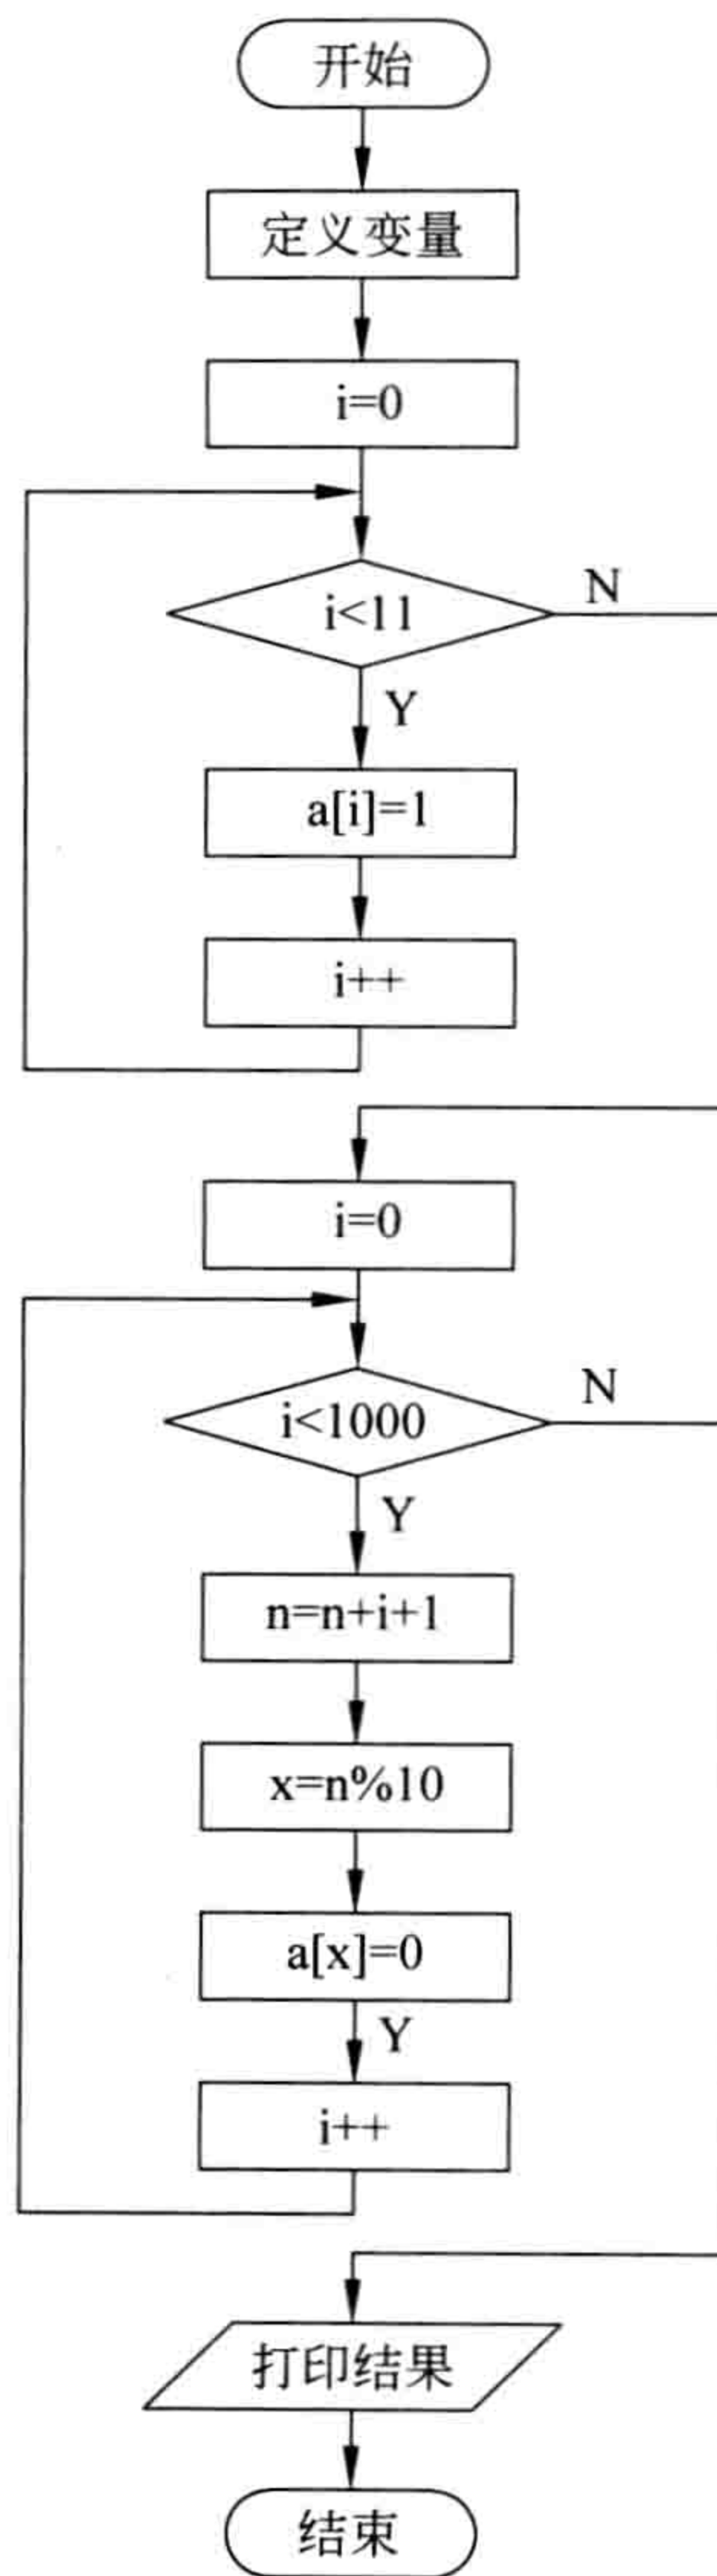 开始
定义变量
i=0
i<11
N
Y
a[i]=1
i++
i=0
i<1000
N
Y
n=n+i+1
x=n%10
a[x]=0
Y
i++
打印结果
结束